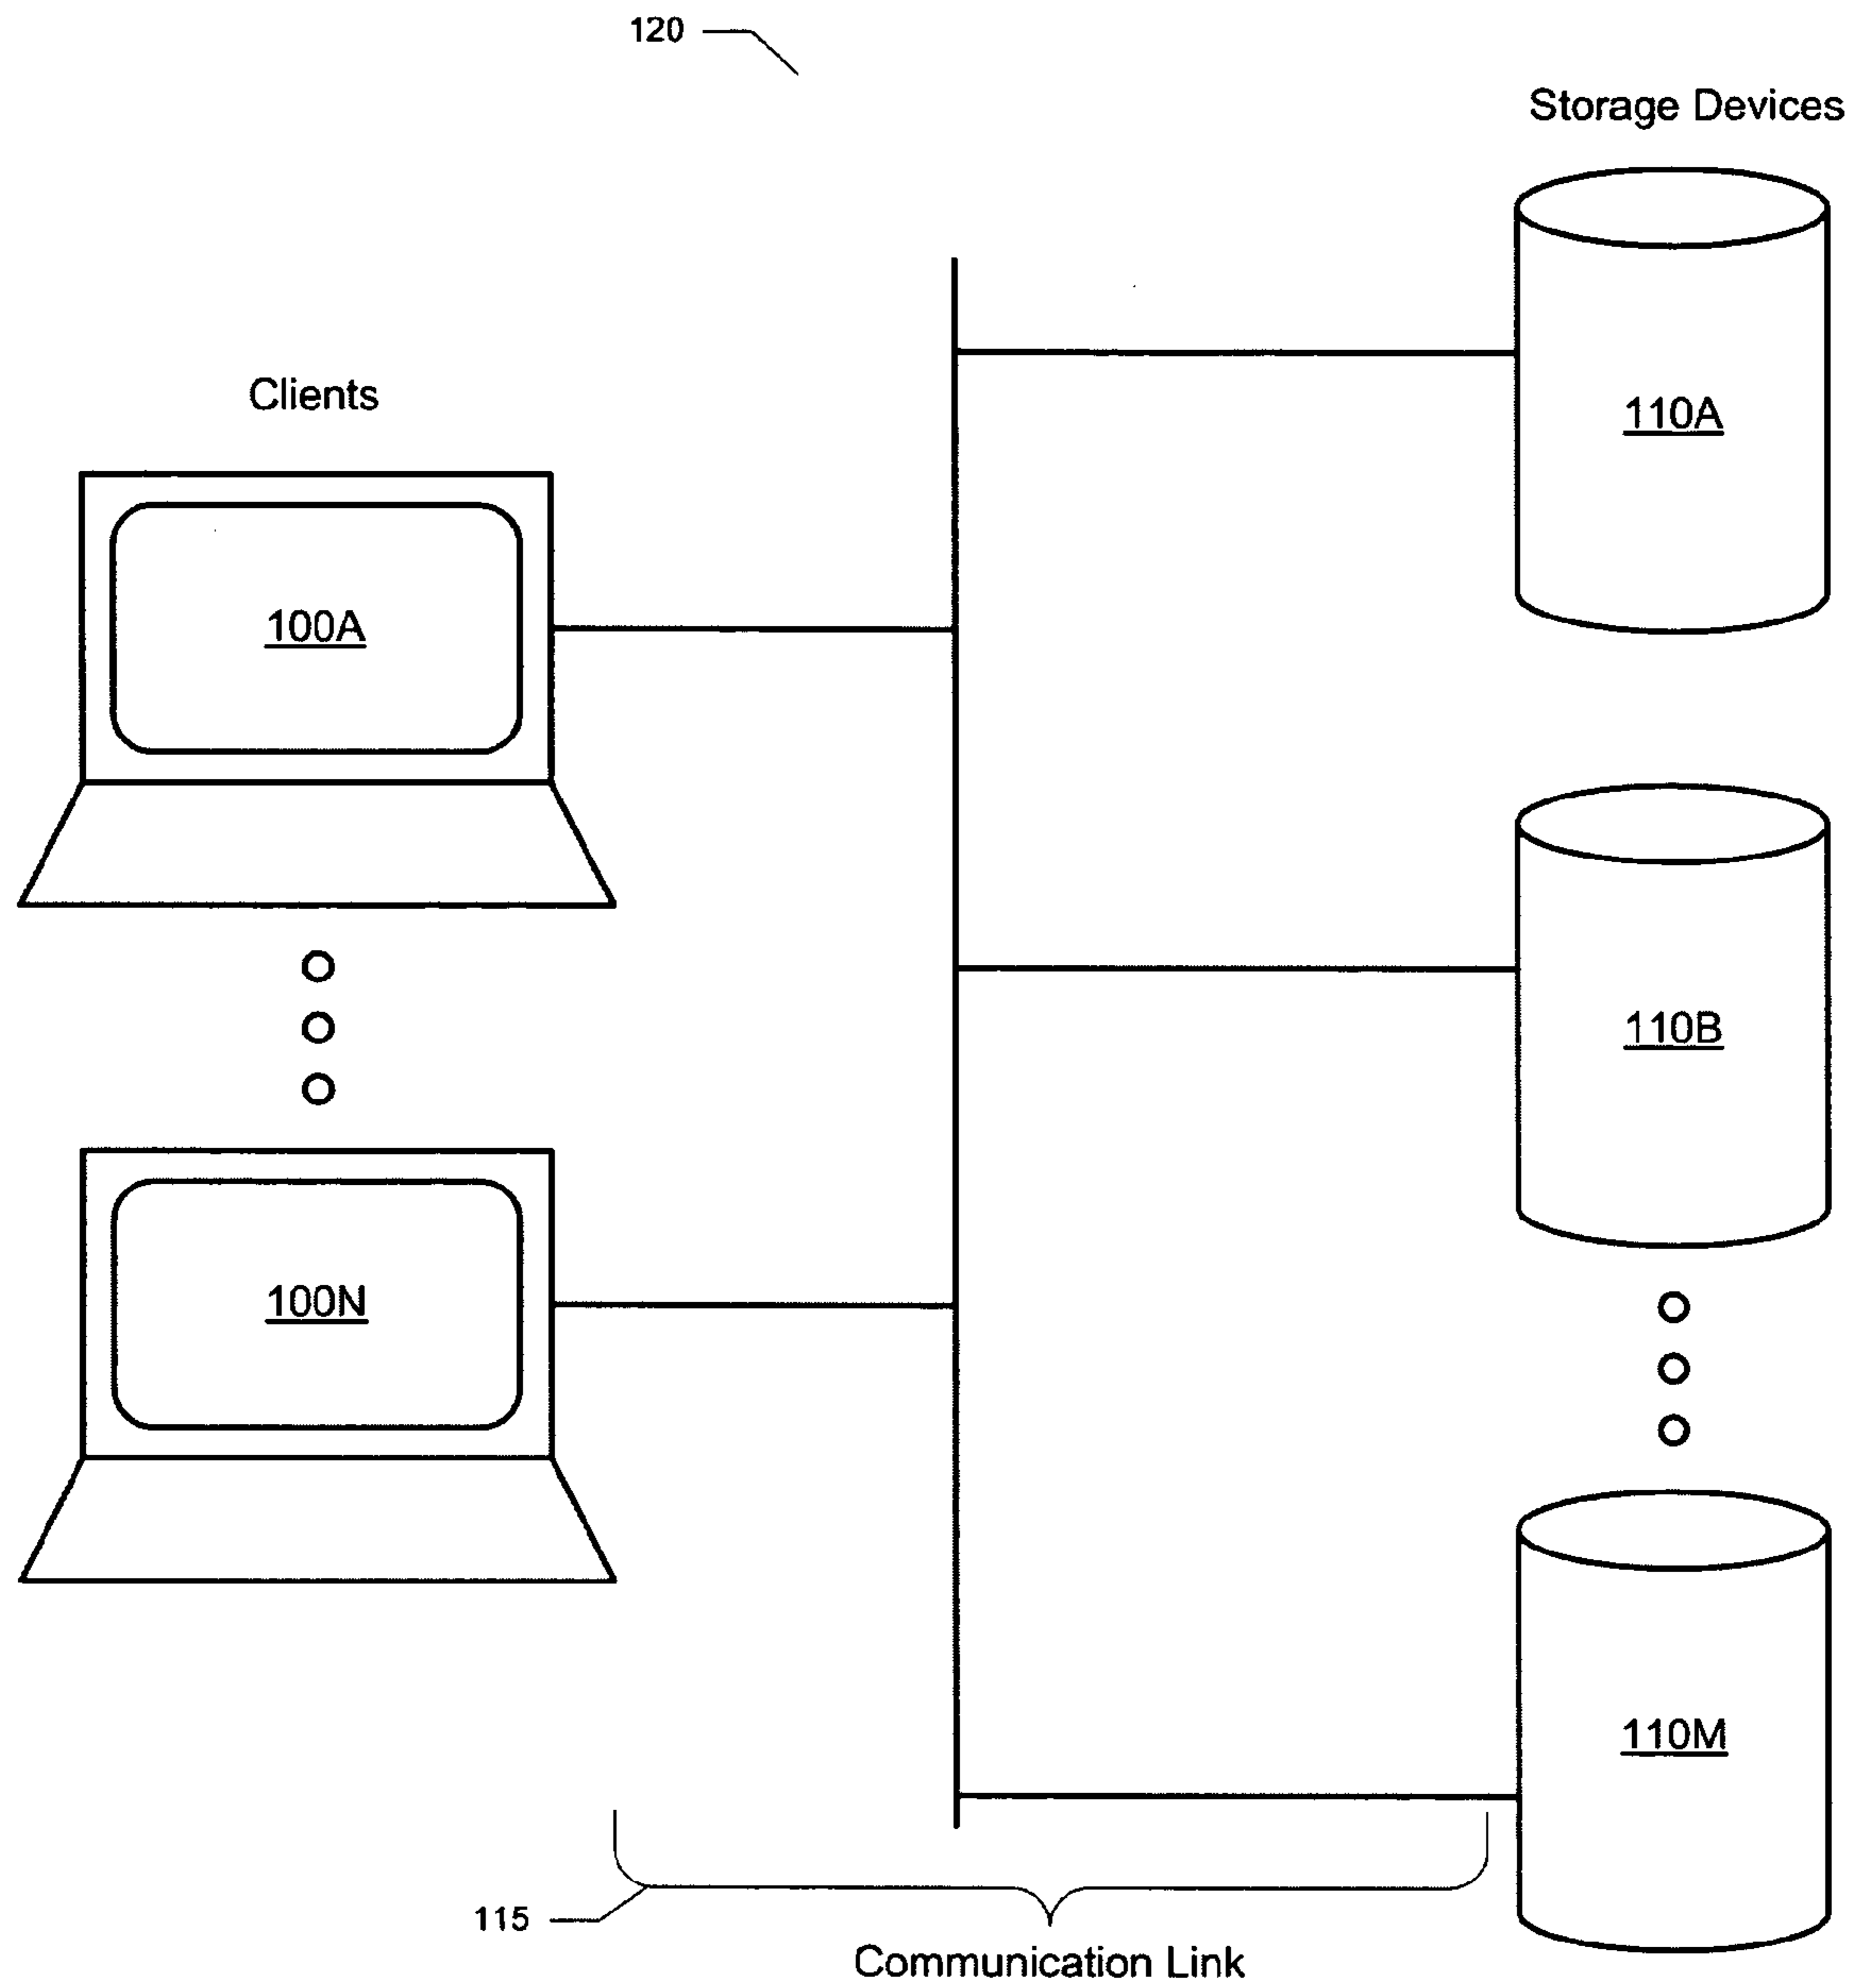 120
Storage Devices
Clients
110A
100A
110B
100N
110M
115
Communication Link